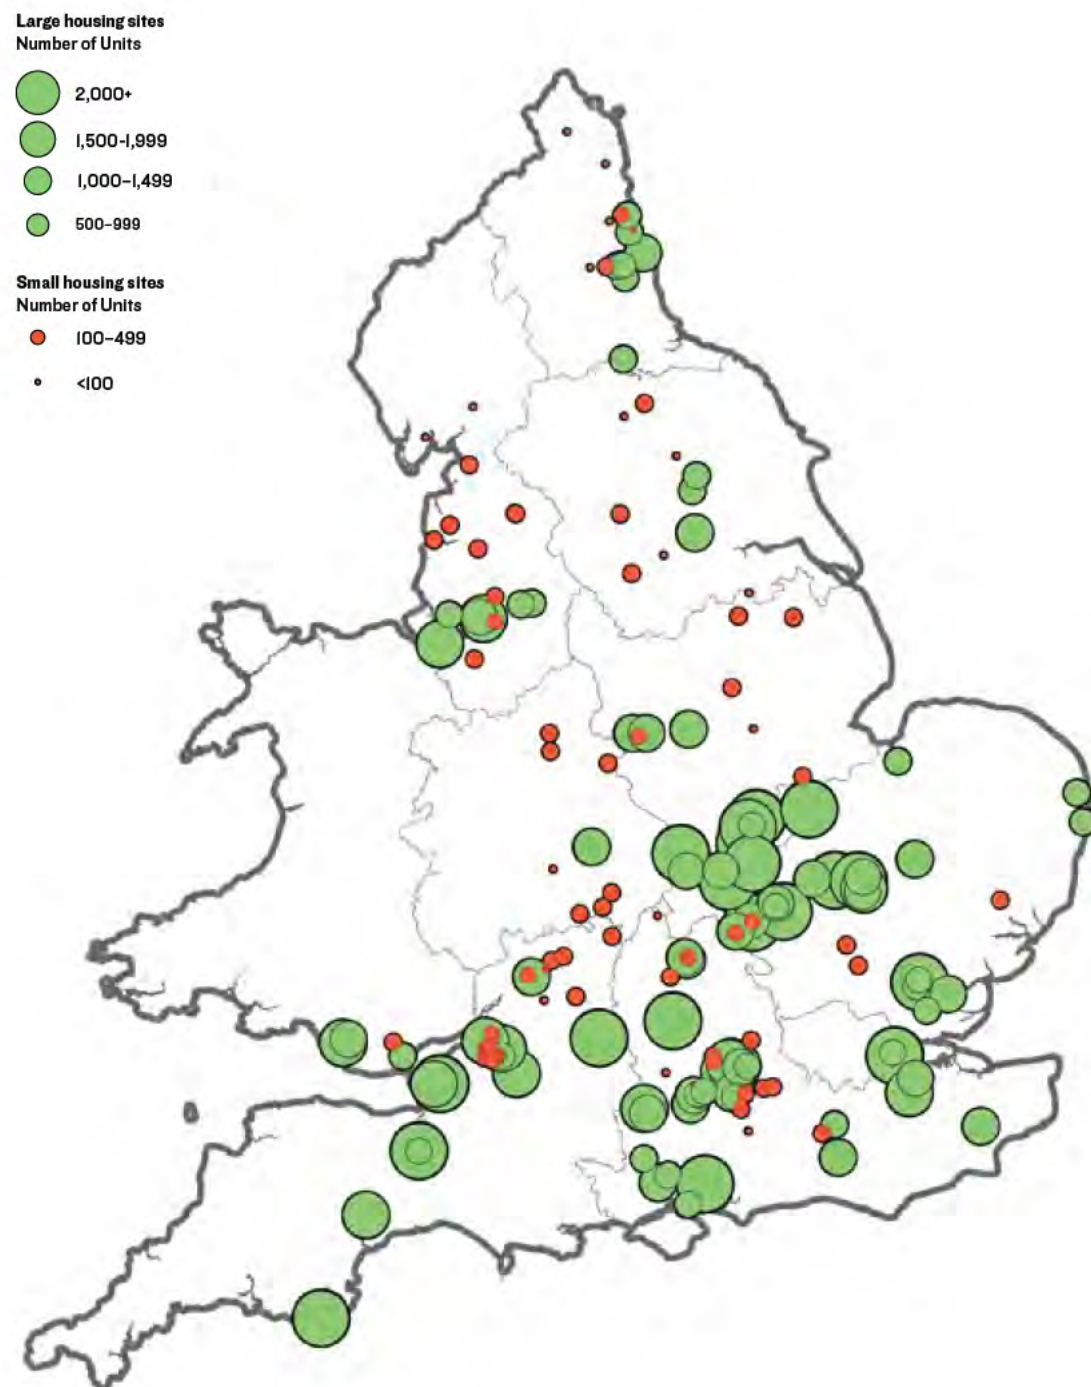 Large housing sites
Number of Units
2,000+
1,500-1,999
1,000-1,499
500-999
Small housing sites
Number of Units
100-499
<100